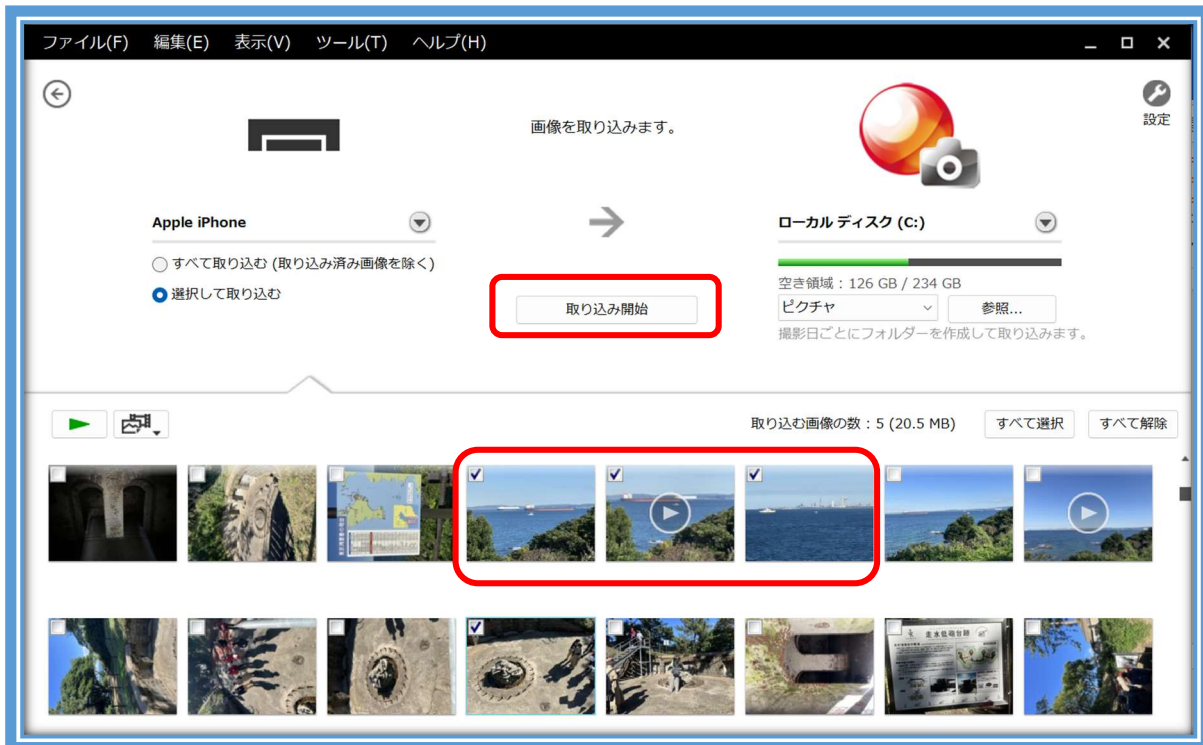 ファイル(F) 編集(E) 表示(V) ツール(T) ヘルプ(H)
設定
画像を取り込みます。
Apple iPhone
すべて取り込む (取り込み済み画像を除く)
選択して取り込む
取り込み開始
ローカル ディスク (C:)
空き領域：126 GB / 234 GB
ピクチャ
参照...
撮影日ごとにフォルダーを作成して取り込みます。
取り込む画像の数：5 (20.5 MB)
すべて選択
すべて解除
走水低砲台跡